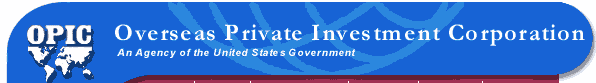 OPIC
Overseas Private Investment Corporation
An Agency of the United States Government